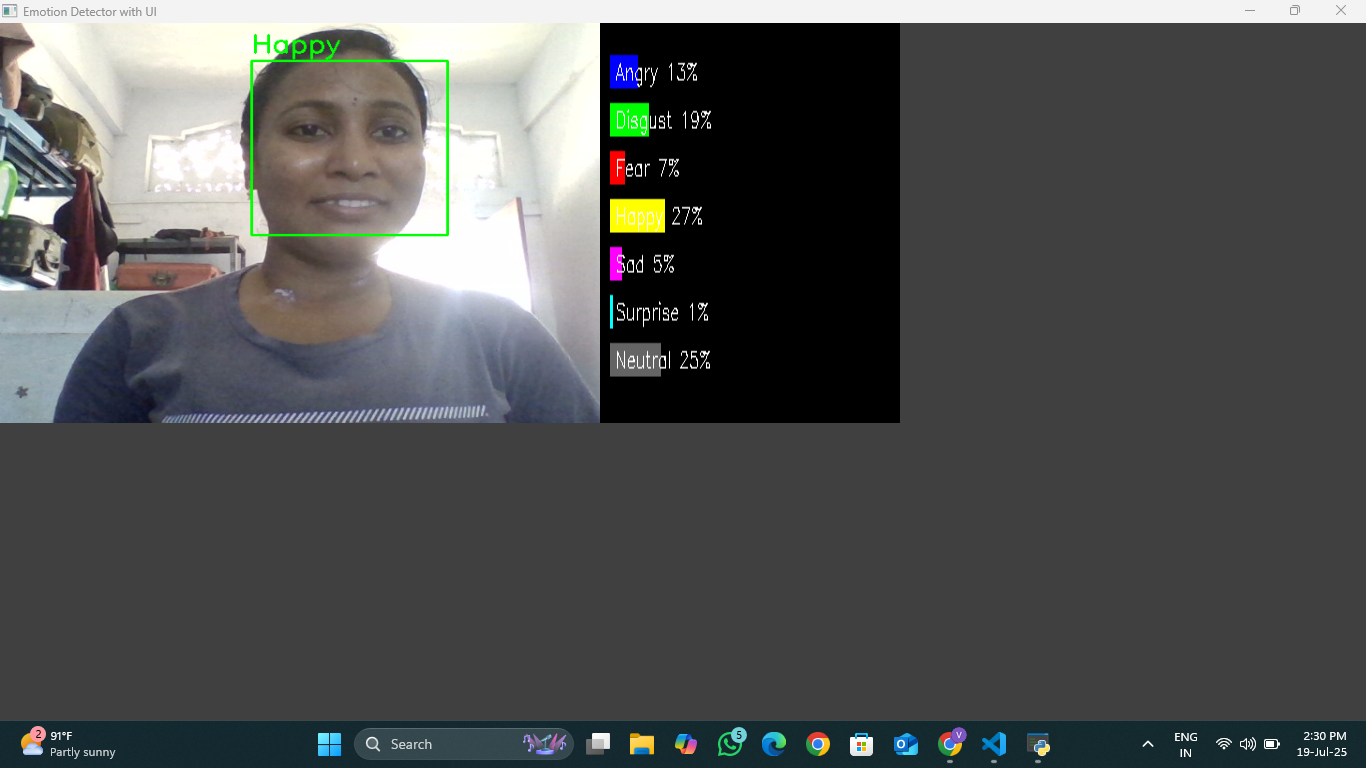 Emotion Detector with UI
Happy
Angry 13%
Disgust 19%
Fear 7%
Happy 27%
Sad 5%
Surprise 1%
Neutral 25%
2
91°F
Partly sunny
Search
5
V
ENG
IN
2:30 PM
19-Jul-25